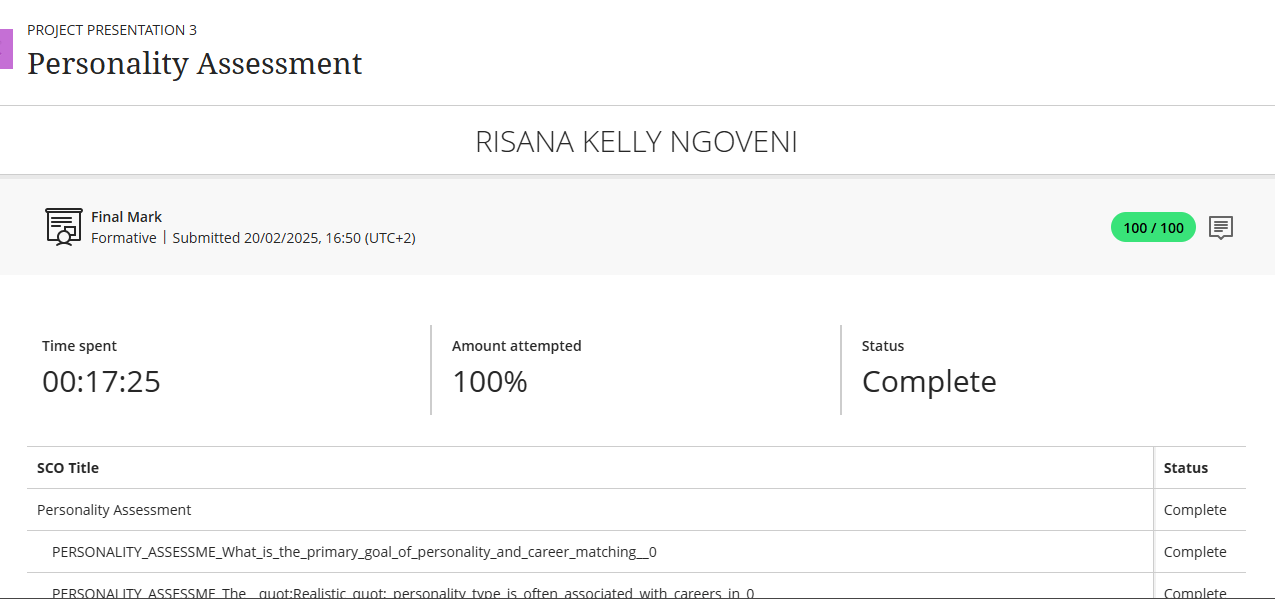 PROJECT PRESENTATION 3
Personality Assessment
RISANA KELLY NGOVENI
Final Mark
Formative | Submitted 20/02/2025, 16:50 (UTC+2)
100 / 100
Time spent
Amount attempted
Status
00:17:25
100%
Complete
SCO Title
Status
Personality Assessment
Complete
PERSONALITY_ASSESSME_What_is_the_primary_goal_of_personality_and_career_matching__0
Complete
PERSONALITY_ASSESSME_The__quot;Realistic_quot;_personality_type_is_often_associated_with_careers_in_0
Complete